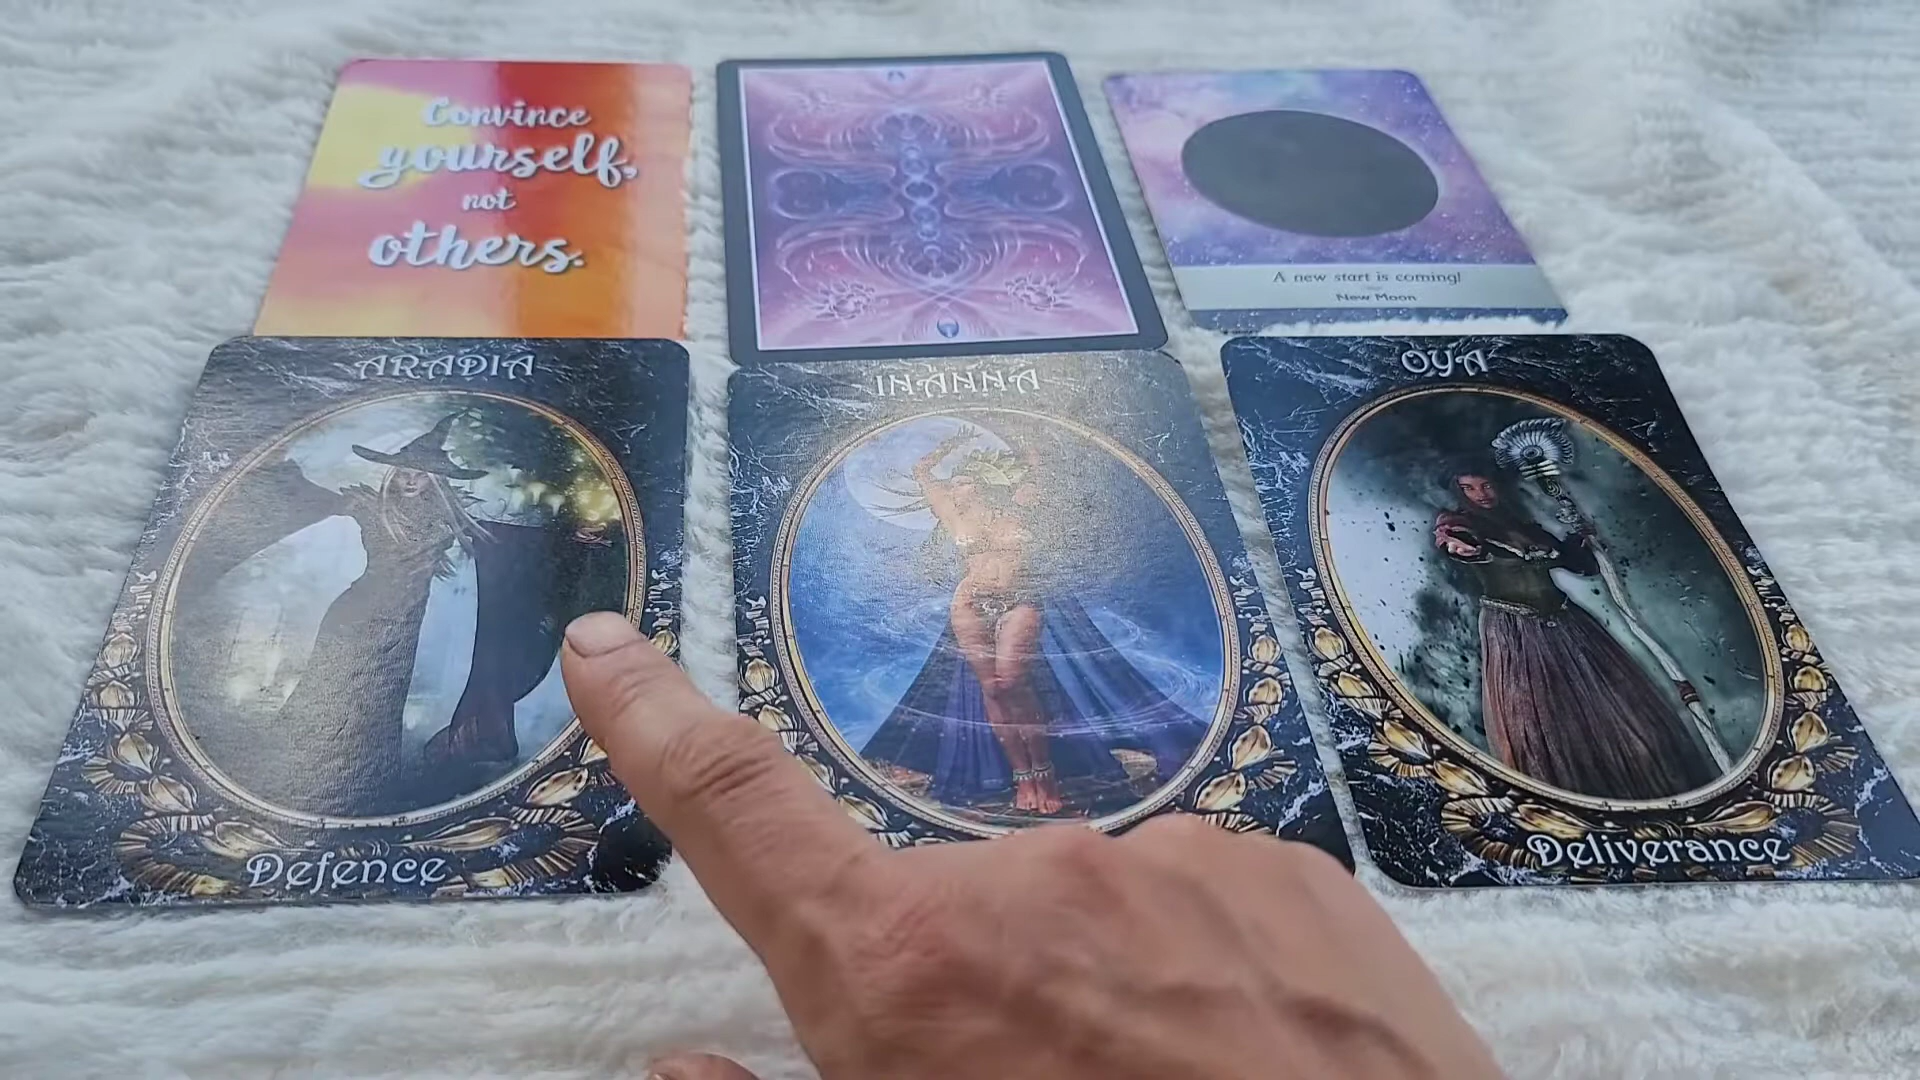 Convince
yourself,
not
others.
A new start is coming!
New Moon
ARADIA
INANNA
OYA
Defence
Deliverance